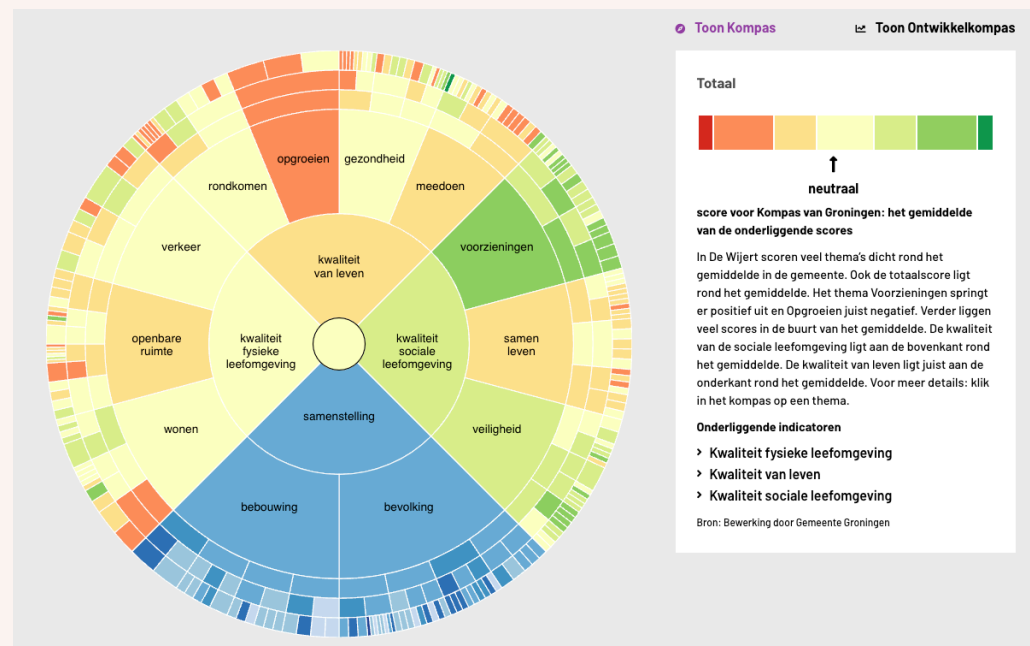 Toon Kompas
Toon Ontwikkelkompas
opgroeien
gezondheid
rondkomen
meedoen
verkeer
voorzieningen
kwaliteit
van leven
openbare
ruimte
kwaliteit
fysieke
leefomgeving
kwaliteit
sociale
leefomgeving
samen
leven
samenstelling
wonen
veiligheid
bebouwing
bevolking
Totaal
neutraal
score voor Kompas van Groningen: het gemiddelde
van de onderliggende scores
In De Wijert scoren veel thema's dicht rond het
gemiddelde in de gemeente. Ook de totaalscore ligt
rond het gemiddelde. Het thema Voorzieningen springt
er positief uit en Opgroeien juist negatief. Verder liggen
veel scores in de buurt van het gemiddelde. De kwaliteit
van de sociale leefomgeving ligt aan de bovenkant rond
het gemiddelde. De kwaliteit van leven ligt juist aan de
onderkant rond het gemiddelde. Voor meer details: klik
in het kompas op een thema.
Onderliggende indicatoren
Kwaliteit fysieke leefomgeving
Kwaliteit van leven
Kwaliteit sociale leefomgeving
Bron: Bewerking door Gemeente Groningen